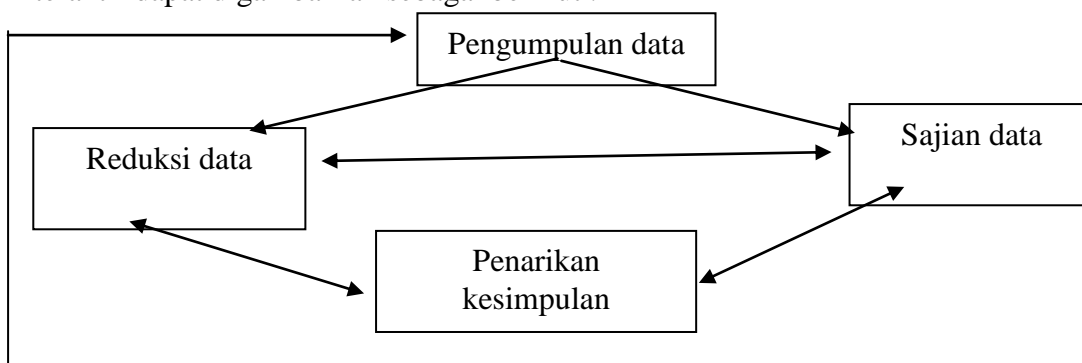 Pengumpulan data
Sajian data
Reduksi data
Penarikan
kesimpulan